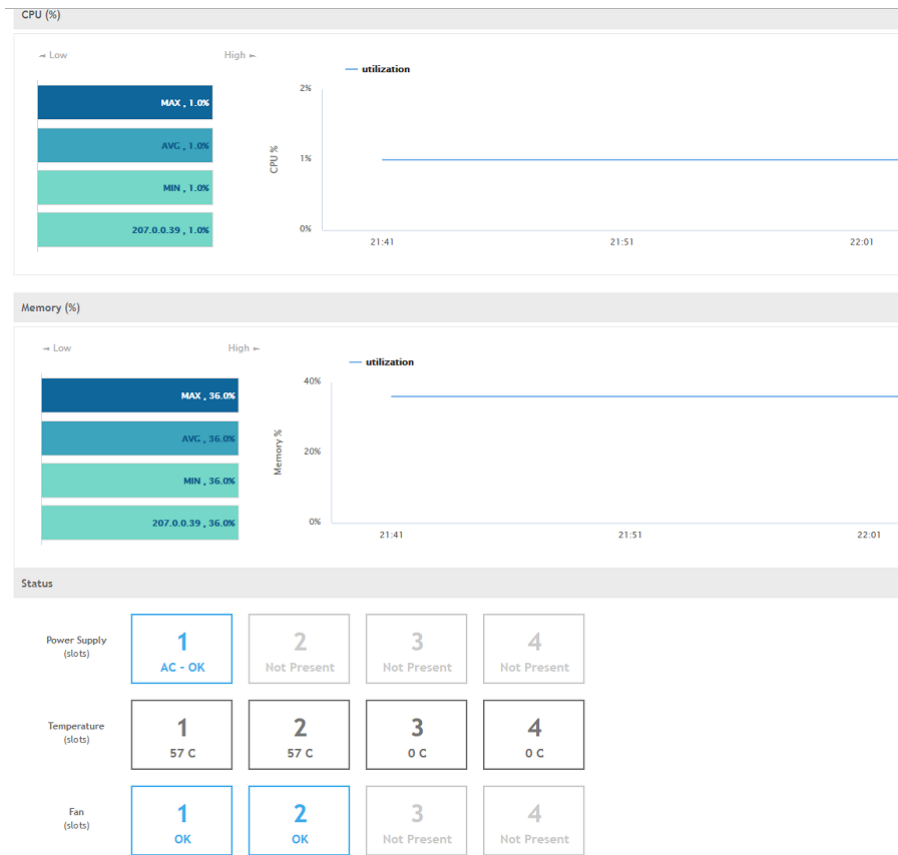 CPU (%)
Low High
utilization
2%
MAX , 1.0%
AVG , 1.0%
CPU %
1%
MIN , 1.0%
207.0.0.39 , 1.0%
0%
21:41 21:51 22:01
Memory (%)
Low High
utilization
40%
MAX , 36.0%
AVG , 36.0%
Memory %
20%
MIN , 36.0%
207.0.0.39 , 36.0%
0%
21:41 21:51 22:01
Status
Power Supply
(slots)
1 2 3 4
AC - OK Not Present Not Present Not Present
Temperature
(slots)
1 2 3 4
57 C 57 C 0 C 0 C
Fan
(slots)
1 2 3 4
OK OK Not Present Not Present